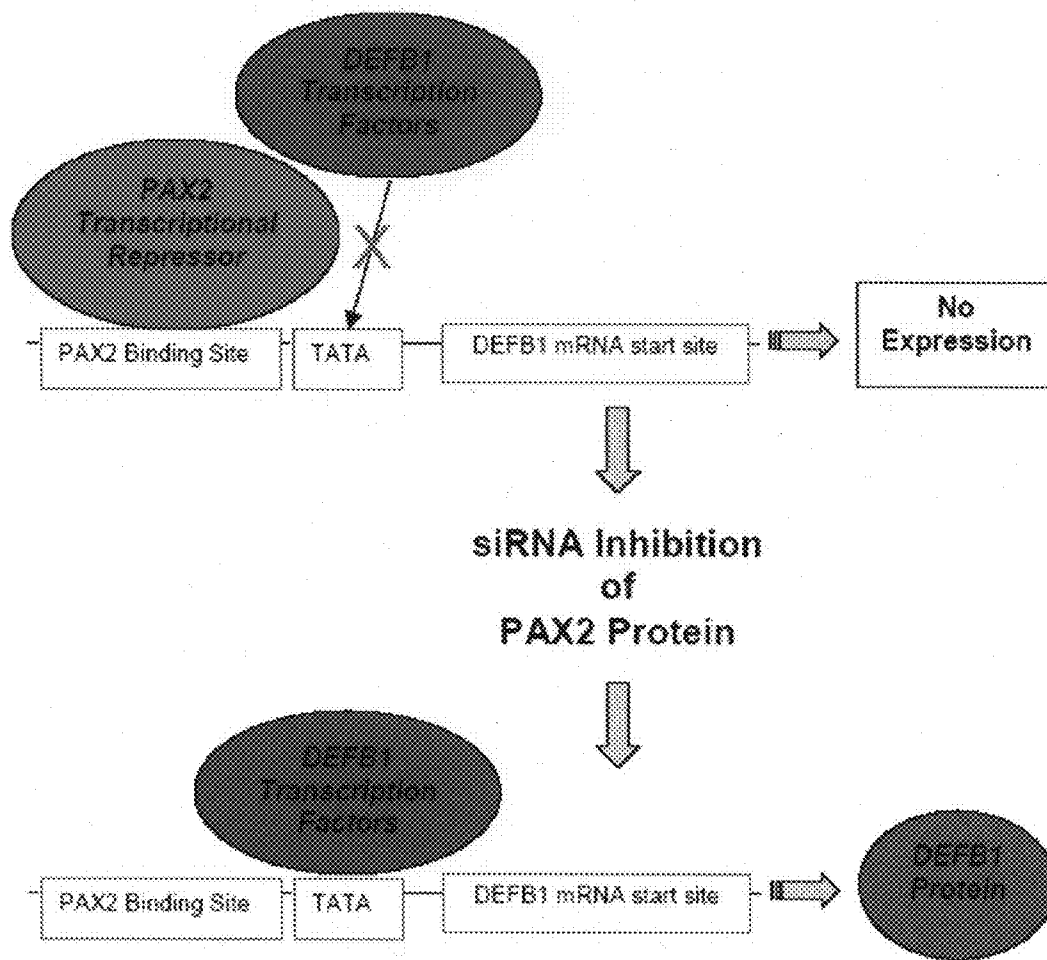 DEFB1
Transcription
Factors
PAX2
Transcriptional
Repressor
PAX2 Binding Site
TATA
DEFB1 mRNA start site
No
Expression
siRNA Inhibition
of
PAX2 Protein
DEFB1
Transcription
Factors
PAX2 Binding Site
TATA
DEFB1 mRNA start site
DEFB1
Protein